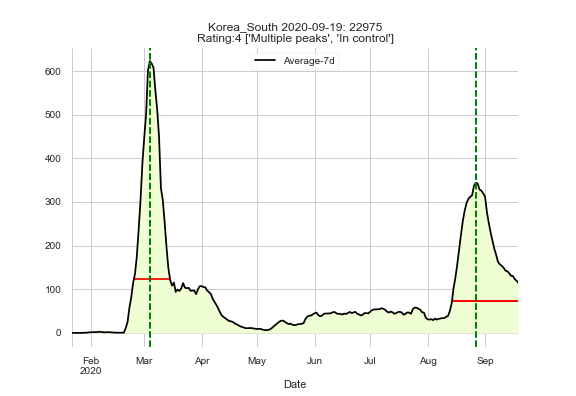 Korea_South 2020-09-19: 22975
Rating:4 ['Multiple peaks', 'In control']
Average-7d
600
500
400
300
200
100
0
Feb Mar Apr May Jun Jul Aug Sep
2020
Date